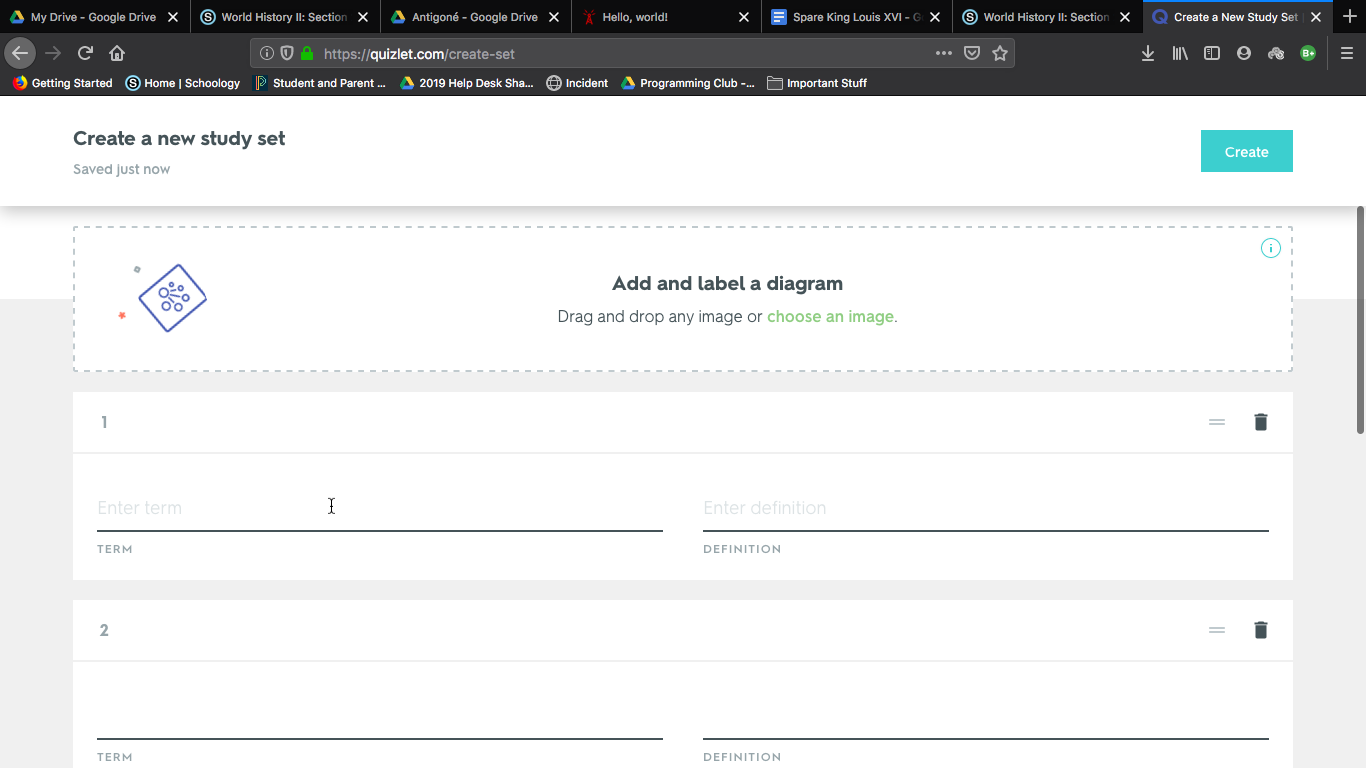 My Drive - Google Drive
World History II: Section
Antigoné - Google Drive
Hello, world!
Spare King Louis XVI - G
World History II: Section
Create a New Study Set
https://quizlet.com/create-set
Getting Started
Home | Schoology
Student and Parent ...
2019 Help Desk Sha...
Incident
Programming Club -...
Important Stuff
Create a new study set
Saved just now
Create
Add and label a diagram
Drag and drop any image or choose an image.
1
Enter term
Enter definition
TERM
DEFINITION
2
TERM
DEFINITION